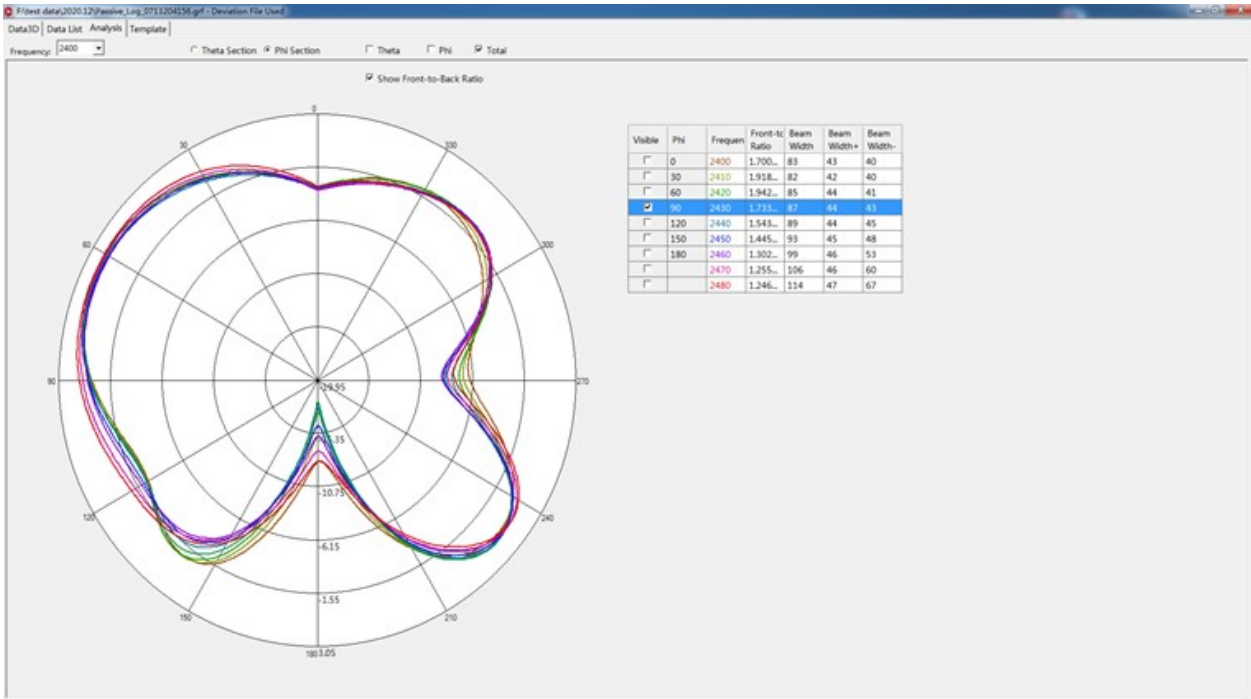 F:\test data\2020.12\Passive_Log_0713204156.grf - Deviation File Used
Data3D Data List Analysis Template
Frequency: 2400 Theta Section Phi Section Theta Phi Total
Show Front-to-Back Ratio
0
30 330
60 300
90 270
120 240
150 210
180
-19.95
-10.75
-6.15
-1.55
3.05
Visible Phi Frequen Front-tc Ratio Beam Width Beam Width+ Beam Width-
0 2400 1.700... 83 43 40
30 2410 1.918... 82 42 40
60 2420 1.942... 85 44 41
90 2430 1.733... 87 44 43
120 2440 1.543... 89 44 45
150 2450 1.445... 93 45 48
180 2460 1.302... 99 46 53
2470 1.255... 106 46 60
2480 1.246... 114 47 67